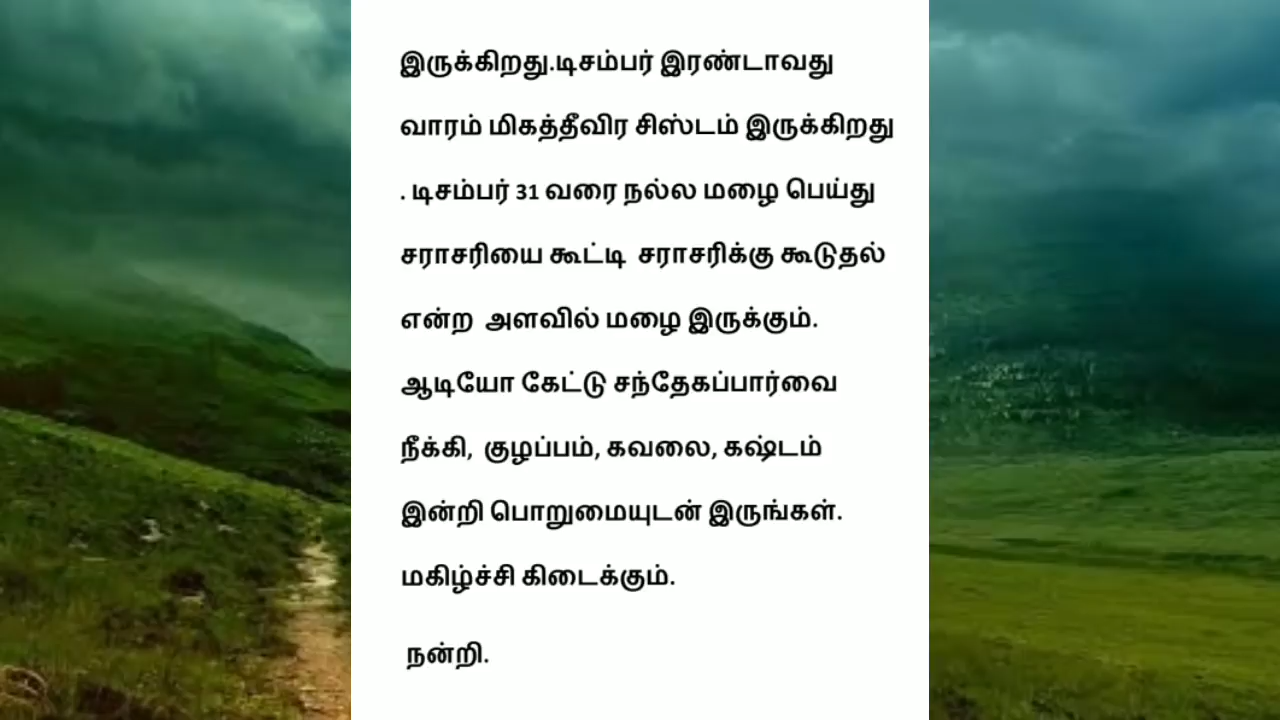 இருக்கிறது.டிசம்பர் இரண்டாவது
வாரம் மிகத்தீவிர சிஸ்டம் இருக்கிறது
. டிசம்பர் 31 வரை நல்ல மழை பெய்து
சராசரியை கூட்டி  சராசரிக்கு கூடுதல்
என்ற  அளவில் மழை இருக்கும்.
ஆடியோ கேட்டு சந்தேகப்பார்வை
நீக்கி,  குழப்பம், கவலை, கஷ்டம்
இன்றி பொறுமையுடன் இருங்கள்.
மகிழ்ச்சி கிடைக்கும்.
நன்றி.